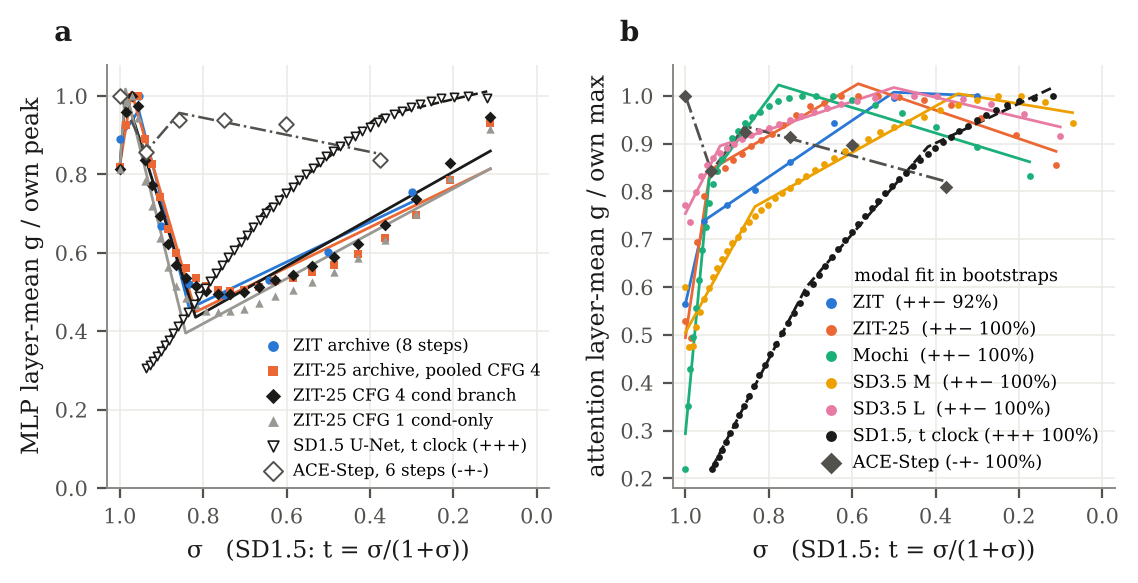 a
MLP layer-mean g / own peak
1.0
0.8
0.6
0.4
0.2
0.0
ZIT archive (8 steps)
ZIT-25 archive, pooled CFG 4
ZIT-25 CFG 4 cond branch
ZIT-25 CFG 1 cond-only
SD1.5 U-Net, t clock (+++)
ACE-Step, 6 steps (-+-)
1.0 0.8 0.6 0.4 0.2 0.0
σ (SD1.5: t = σ/(1+σ))
b
attention layer-mean g / own max
1.0
0.9
0.8
0.7
0.6
0.5
0.4
0.3
0.2
modal fit in bootstraps
ZIT (++− 92%)
ZIT-25 (++− 100%)
Mochi (++− 100%)
SD3.5 M (++− 100%)
SD3.5 L (++− 100%)
SD1.5, t clock (+++ 100%)
ACE-Step (-+- 100%)
1.0 0.8 0.6 0.4 0.2 0.0
σ (SD1.5: t = σ/(1+σ))